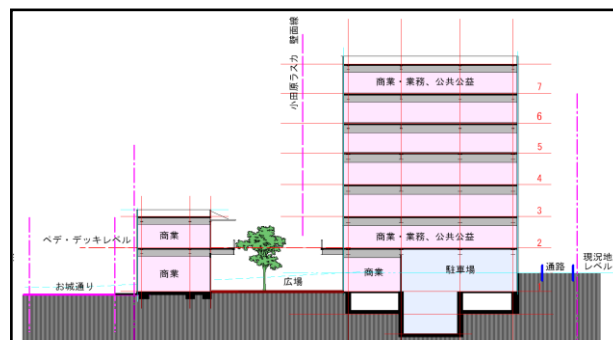 小田原ラスカ 壁面線
商業・業務、公共公益
7
6
5
4
3
ペデ・デッキレベル
商業
商業・業務、公共公益
2
商業
広場
商業
駐車場
通路
現況地
レベル
お城通り